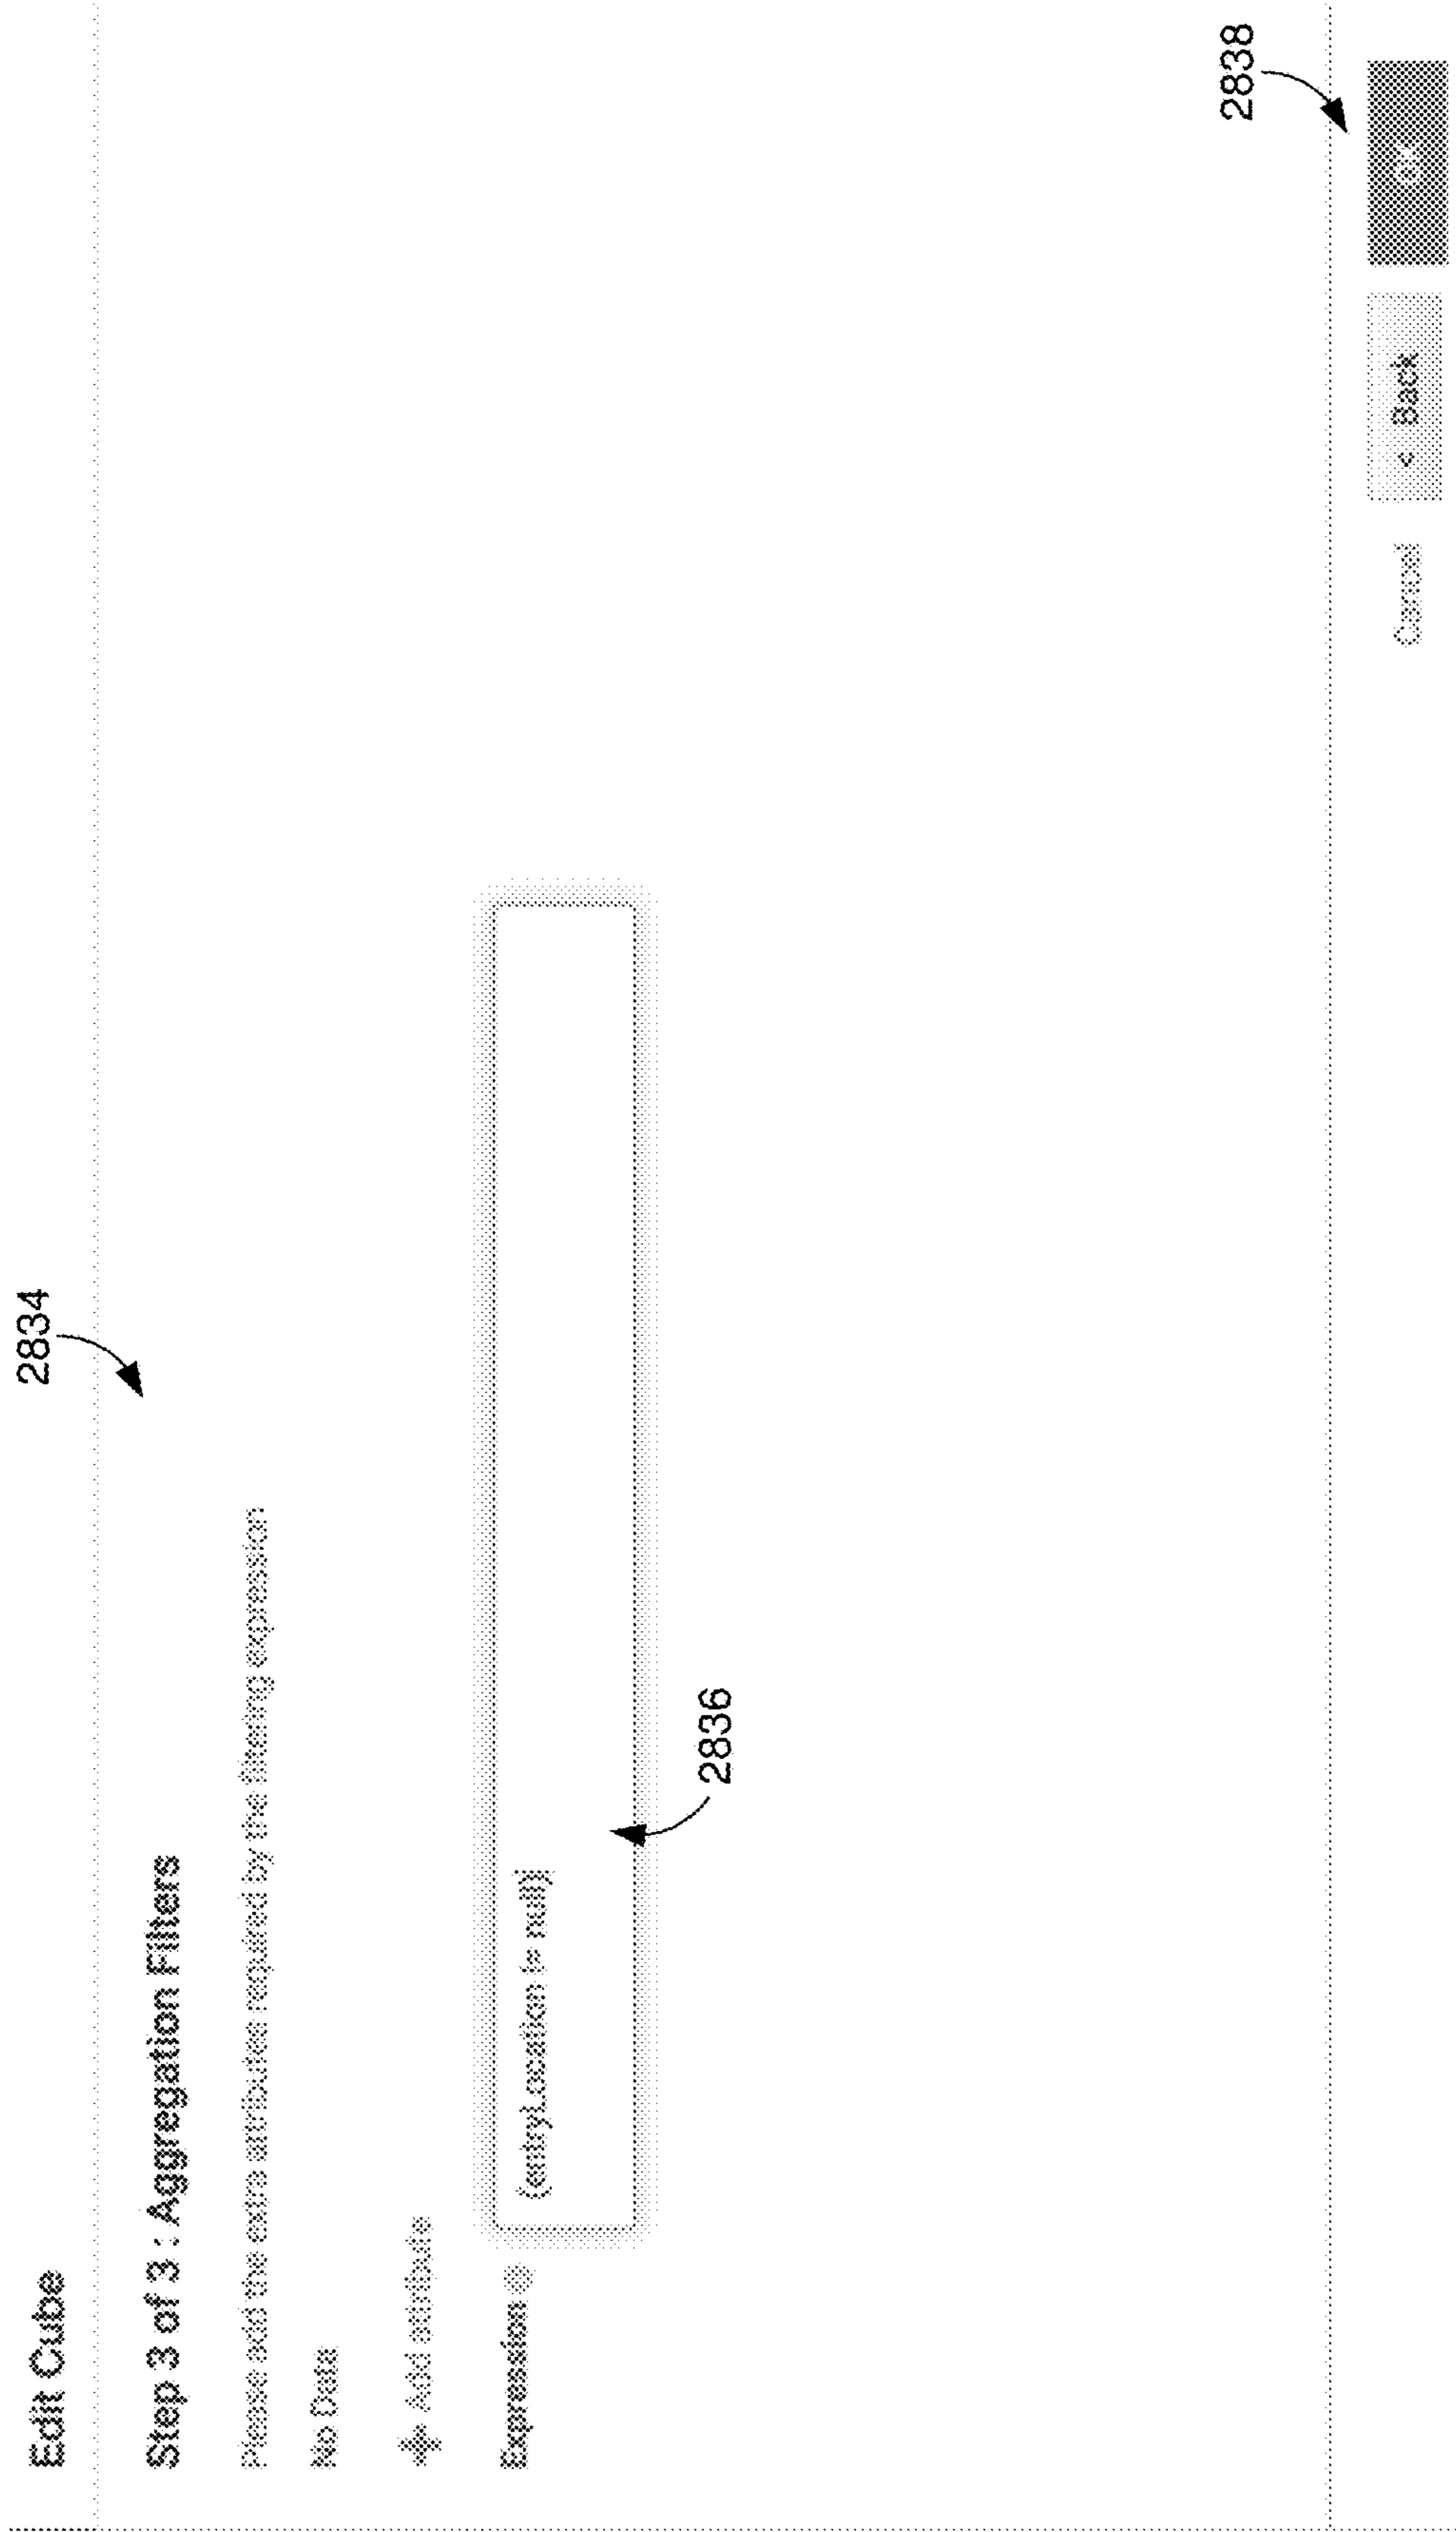 Edit Cube
2834
Step 3 of 3 : Aggregation Filters
Please add the extra attributes required by the filtering expression
No Data
Add attribute
Expression
(entryLocation != null)
2836
2838
Cancel
< Back